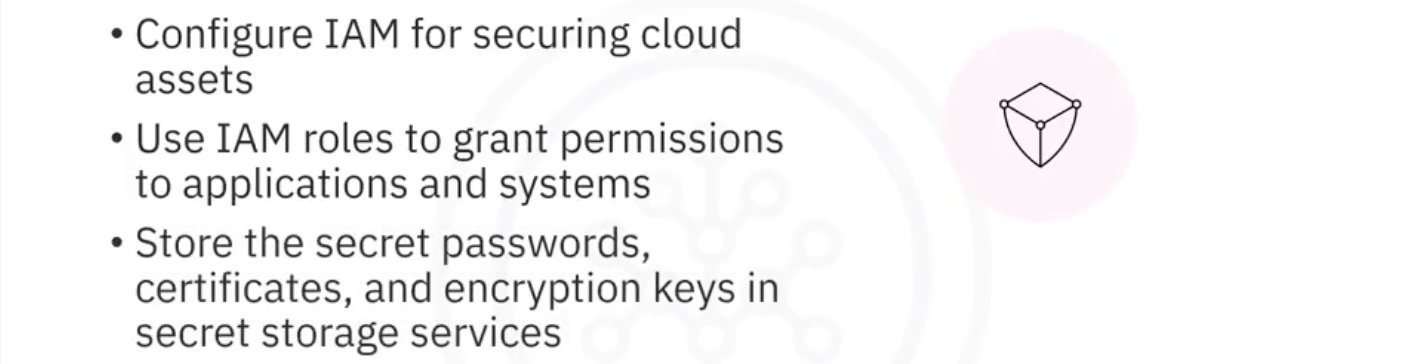 • Configure IAM for securing cloud
assets
• Use IAM roles to grant permissions
to applications and systems
• Store the secret passwords,
certificates, and encryption keys in
secret storage services